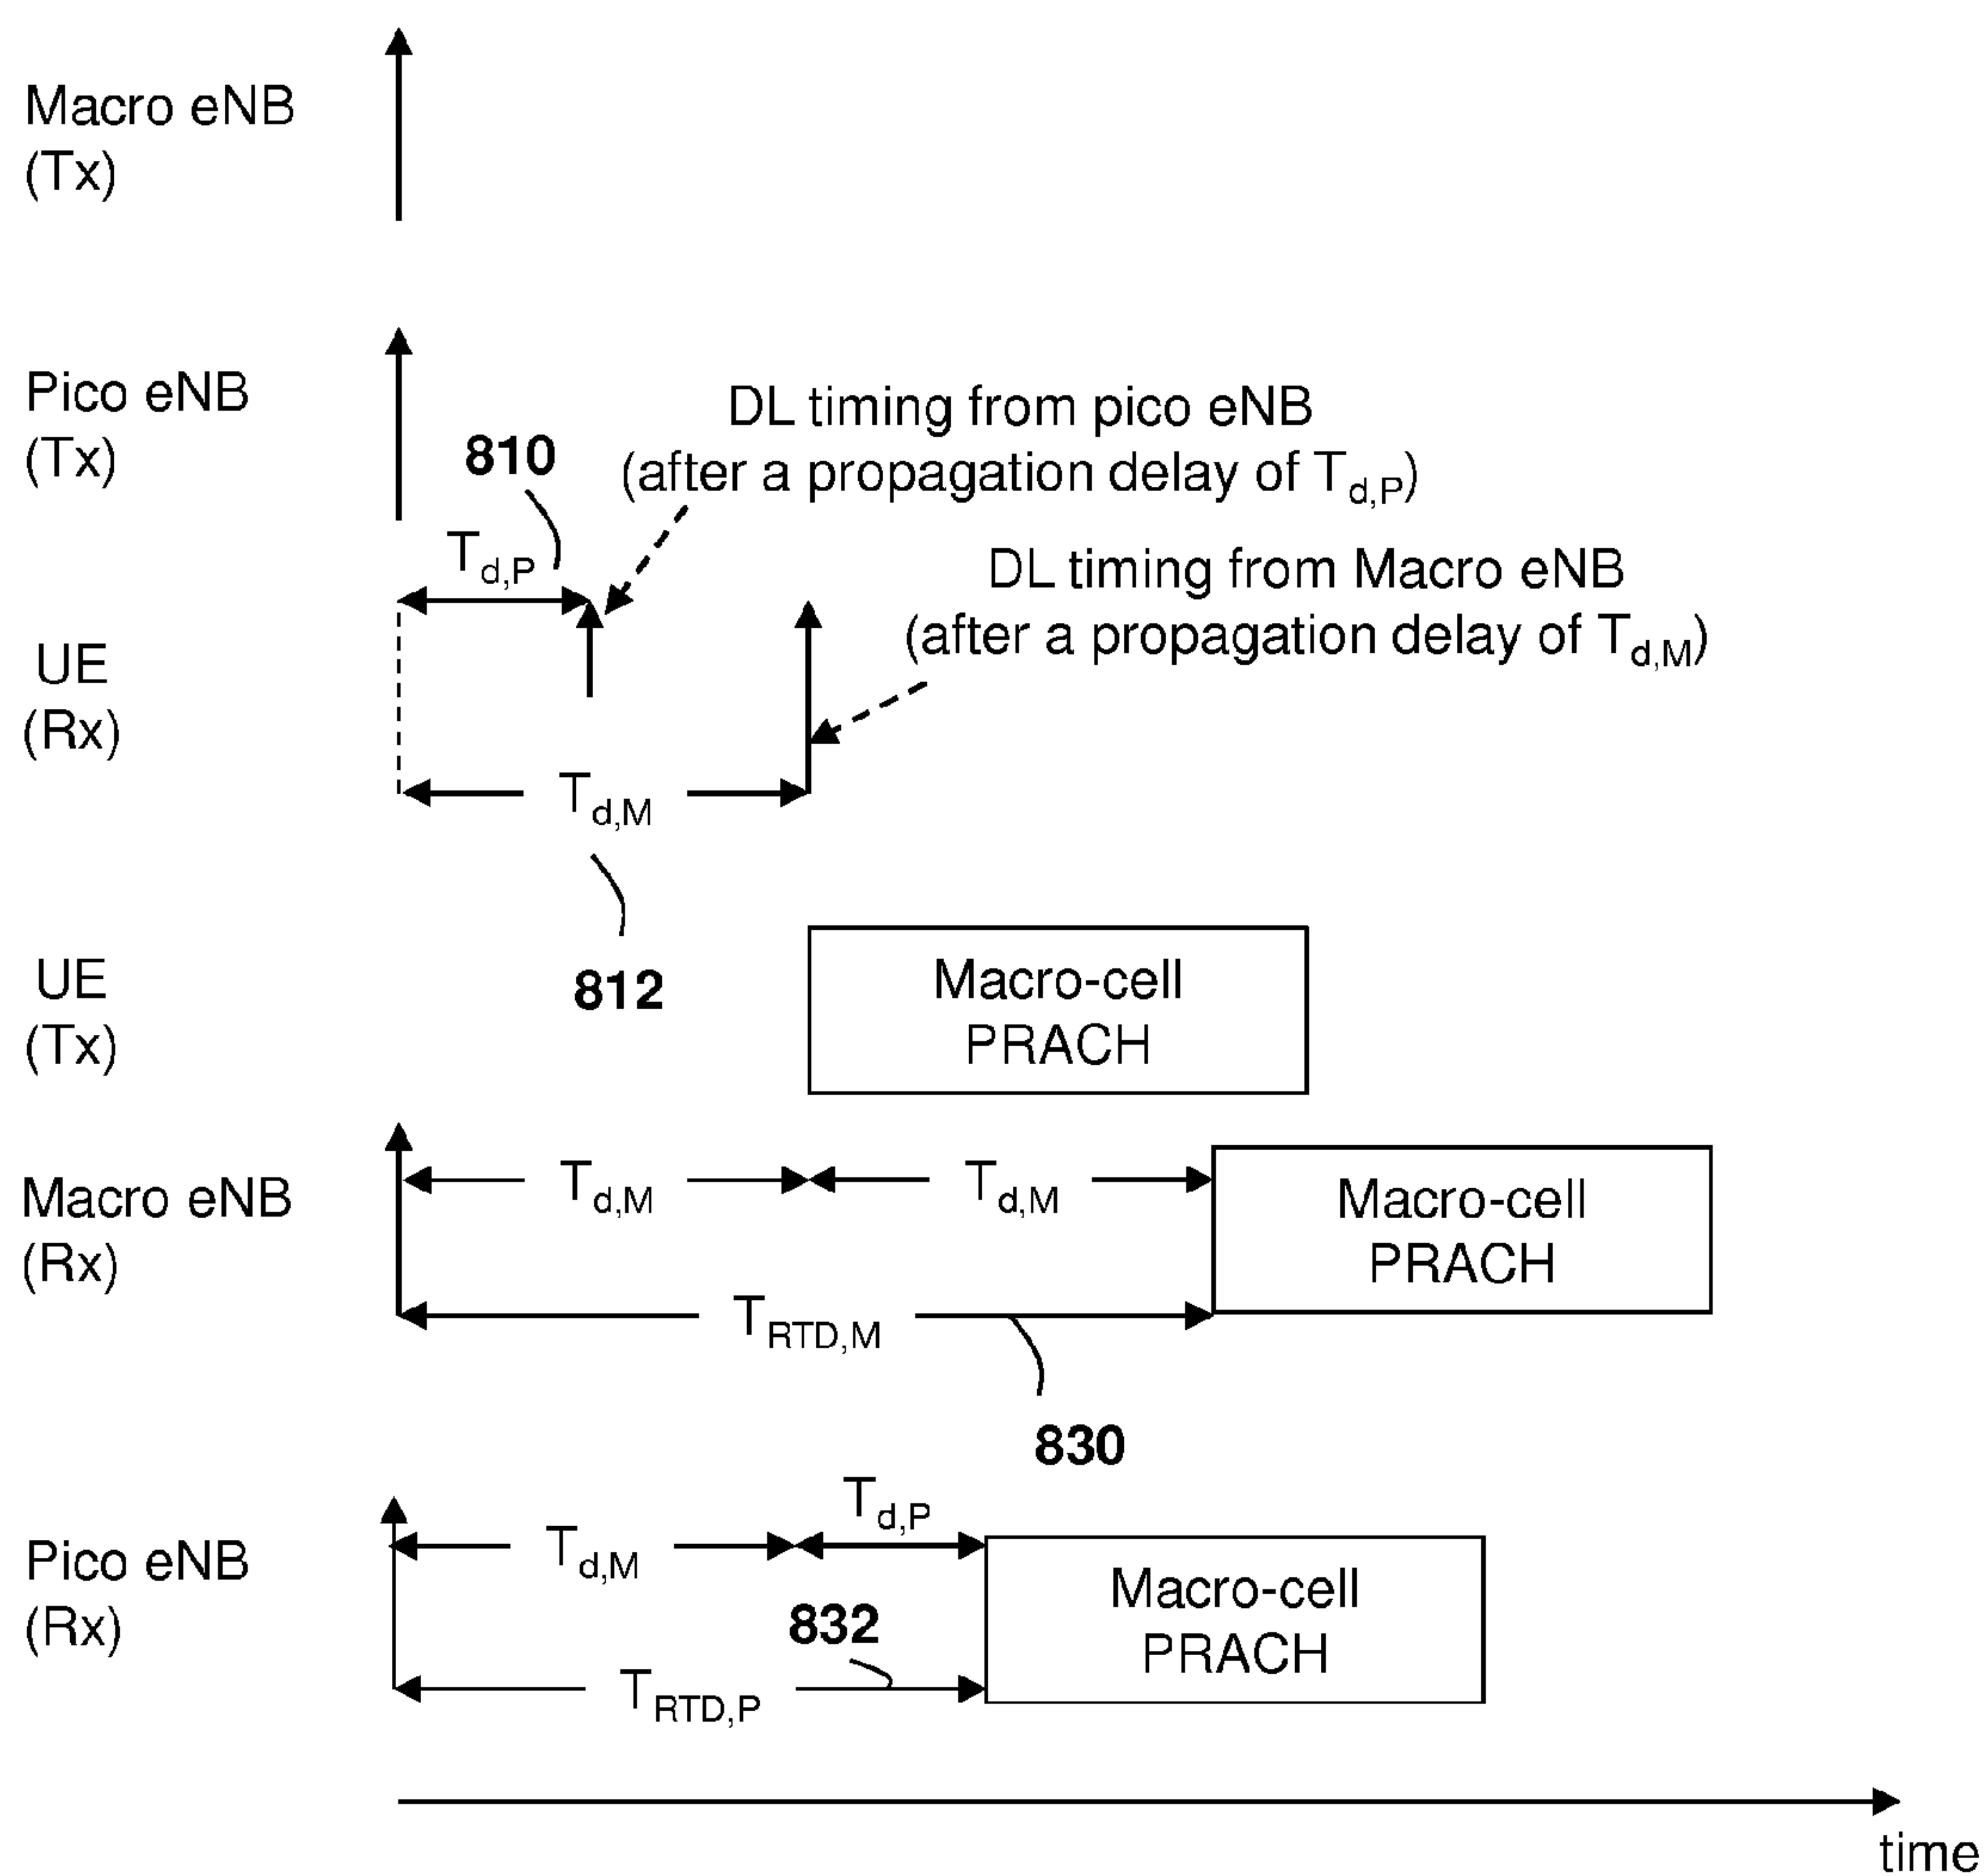 Macro eNB
(Tx)
Pico eNB
(Tx)
810
DL timing from pico eNB
(after a propagation delay of Td,P)
Td,P
DL timing from Macro eNB
(after a propagation delay of Td,M)
UE
(Rx)
Td,M
812
UE
(Tx)
Macro-cell
PRACH
Macro eNB
(Rx)
Td,M
Td,M
Macro-cell
PRACH
TRTD,M
830
Pico eNB
(Rx)
Td,M
Td,P
832
Macro-cell
PRACH
TRTD,P
time